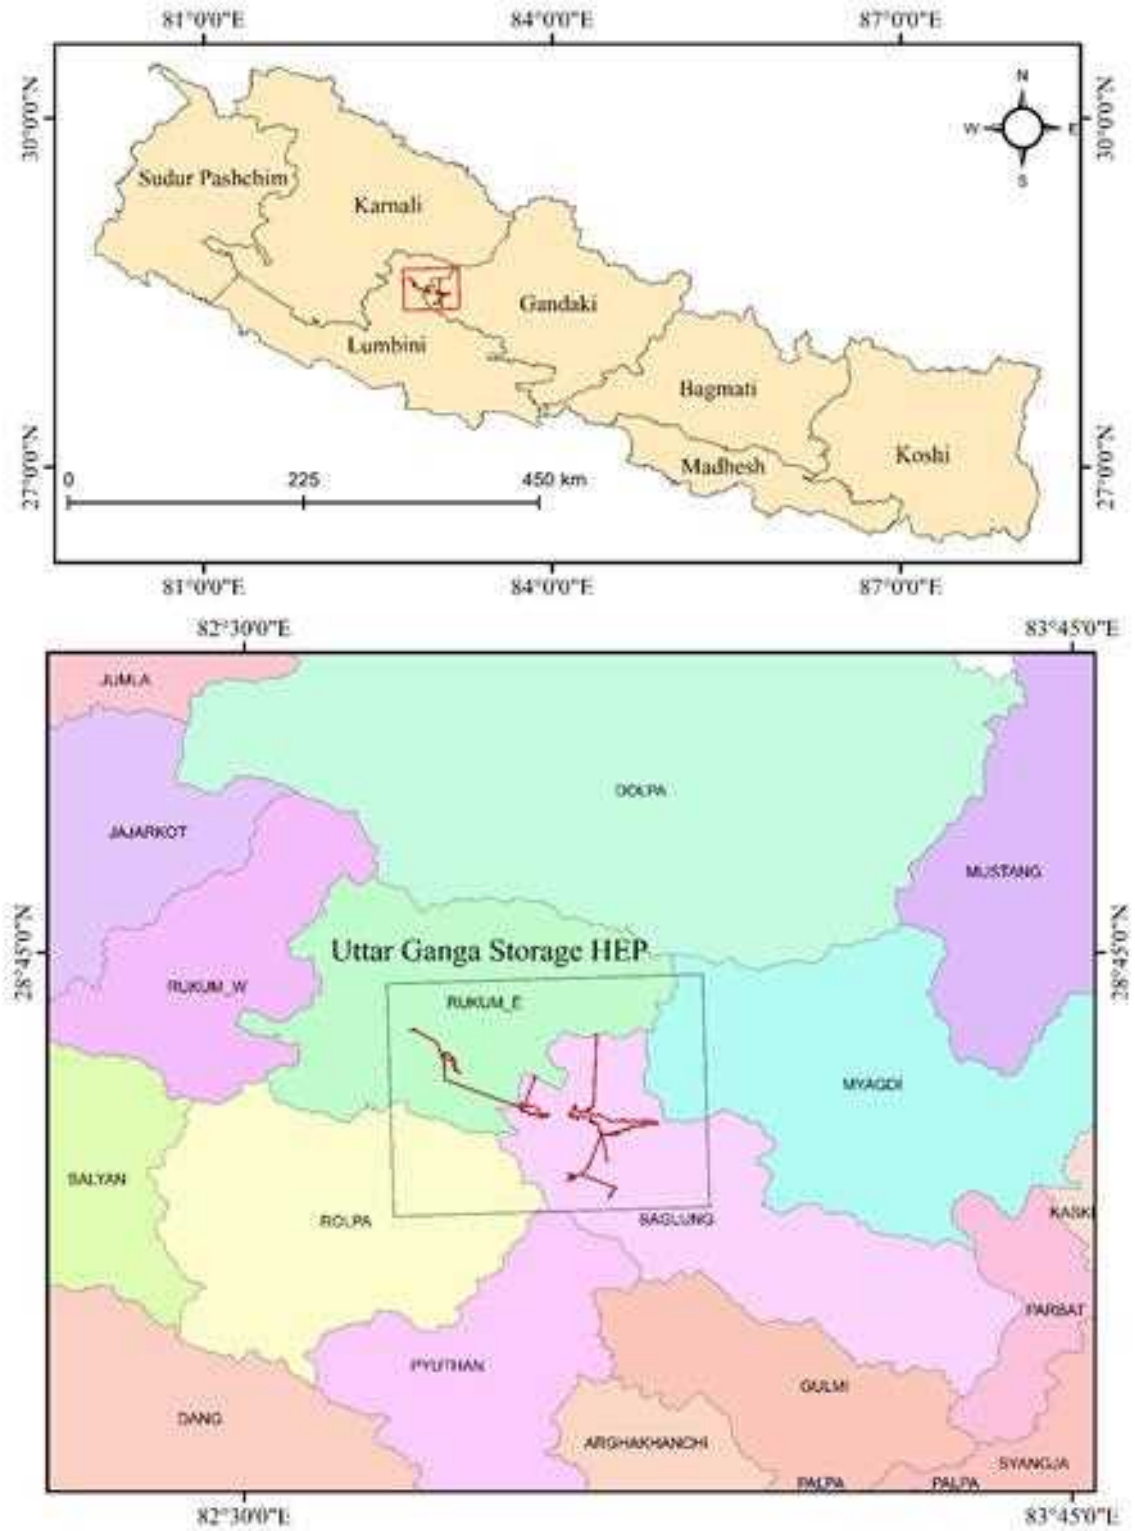 81°0'0"E 84°0'0"E 87°0'0"E
30°0'0"N
30°0'0"N
N
W E
S
Sudur Pashchim
Karnali
Gandaki
Lumbini
Bagmati
Koshi
Madhesh
0 225 450 km
27°0'0"N
27°0'0"N
81°0'0"E 84°0'0"E 87°0'0"E
82°30'0"E 83°45'0"E
JUMLA
DOLPA
JAJARKOT
MUSTANG
28°45'0"N
28°45'0"N
Uttar Ganga Storage HEP
RUKUM_W
RUKUM_E
MYAGDI
SALYAN
ROLPA
BAGLUNG
KASKI
PARBAT
PYUTHAN
GULMI
DANG
ARGHAKHANCHI
SYANGJA
PALPA PALPA
82°30'0"E 83°45'0"E